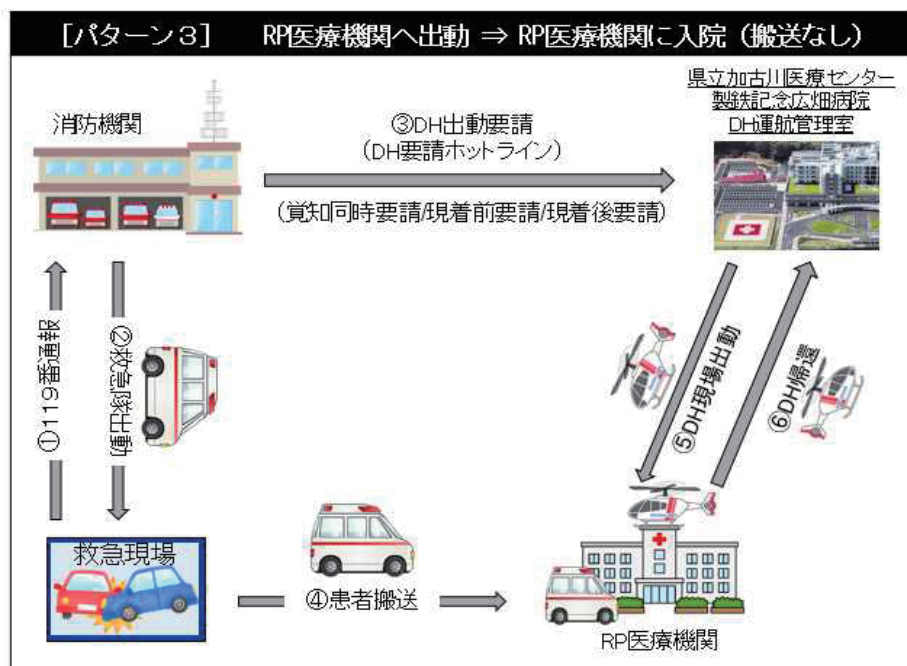 [パターン３] RP医療機関へ出動 ⇒ RP医療機関に入院（搬送なし）
県立加古川医療センター
製鉄記念広畑病院
DH運航管理室
消防機関
③DH出動要請
（DH要請ホットライン）
（覚知同時要請/現着前要請/現着後要請）
①119番通報
②救急隊出動
⑤DH現場出動
⑥DH帰還
救急現場
④患者搬送
RP医療機関